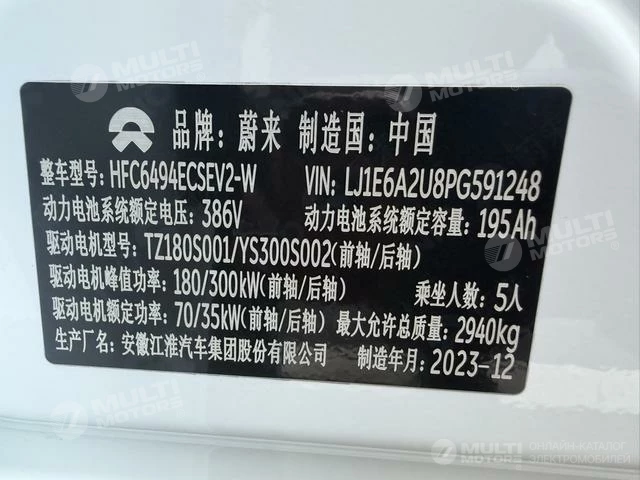 品牌: 蔚来 制造国: 中国
整车型号: HFC6494ECSEV2-W VIN: LJ1E6A2U8PG591248
动力电池系统额定电压: 386V 动力电池系统额定容量: 195Ah
驱动电机型号: TZ180S001/YS300S002(前轴/后轴)
驱动电机峰值功率: 180/300kW(前轴/后轴) 乘坐人数: 5人
驱动电机额定功率: 70/35kW(前轴/后轴) 最大允许总质量: 2940kg
生产厂名: 安徽江淮汽车集团股份有限公司 制造年月: 2023-12
MULTI MOTORS
ОНЛАЙН-КАТАЛОГ
ЭЛЕКТРОМОБИЛЕЙ